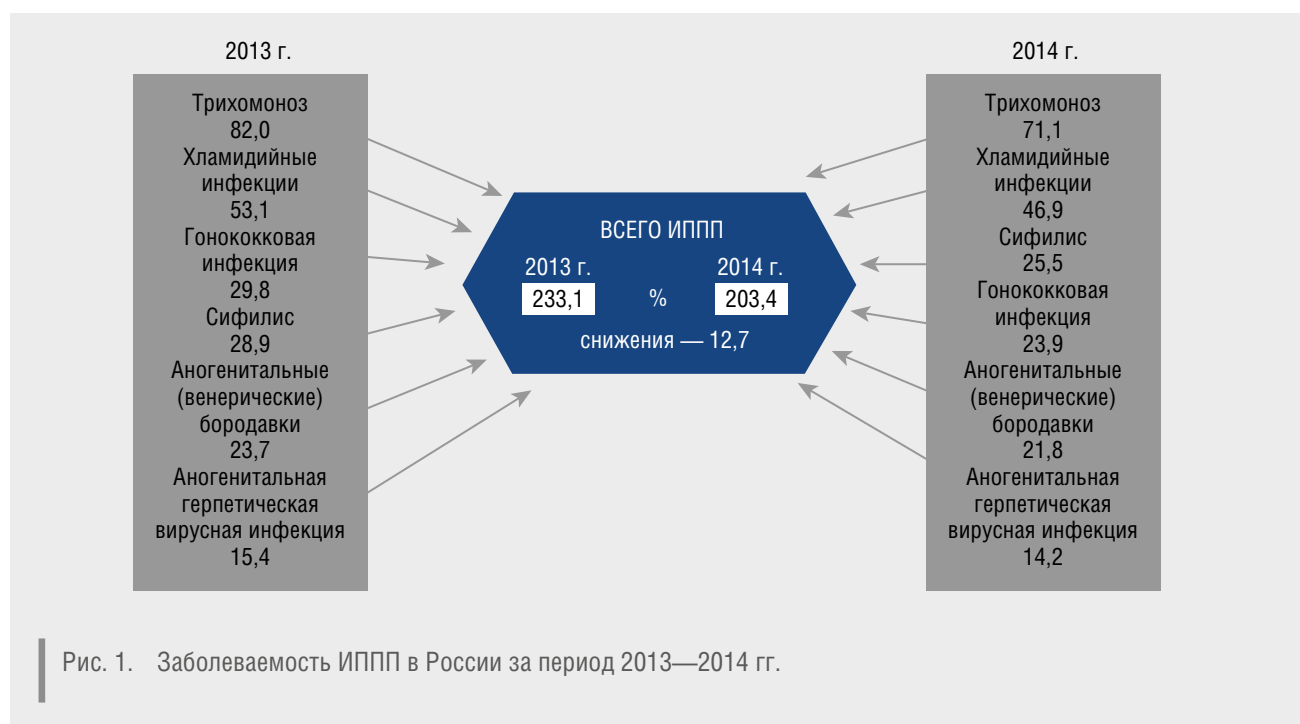 2013 г.
Трихомоноз
82,0
Хламидийные
инфекции
53,1
Гонококковая
инфекция
29,8
Сифилис
28,9
Аногенитальные
(венерические)
бородавки
23,7
Аногенитальная
герпетическая
вирусная инфекция
15,4
ВСЕГО ИППП
2013 г. 2014 г.
233,1 % 203,4
снижения — 12,7
2014 г.
Трихомоноз
71,1
Хламидийные
инфекции
46,9
Сифилис
25,5
Гонококковая
инфекция
23,9
Аногенитальные
(венерические)
бородавки
21,8
Аногенитальная
герпетическая
вирусная инфекция
14,2
Рис. 1. Заболеваемость ИППП в России за период 2013—2014 гг.